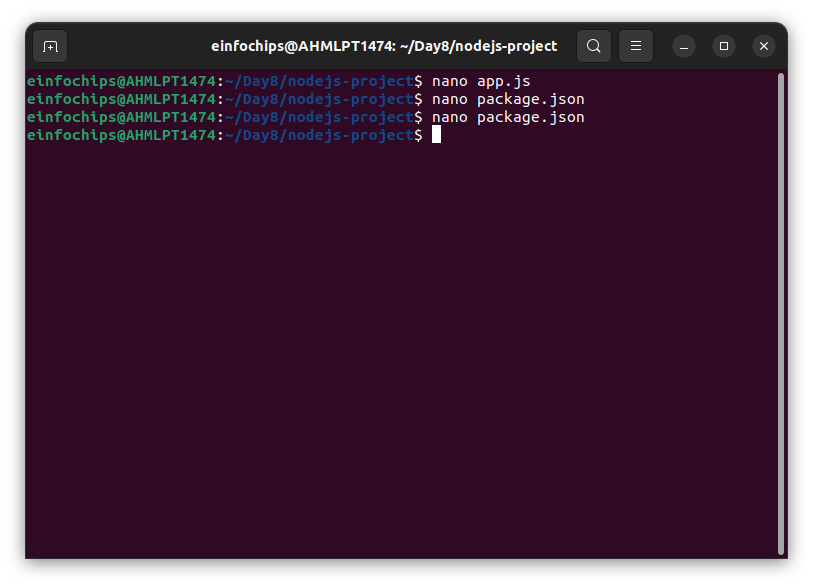 einfochips@AHMLPT1474: ~/Day8/nodejs-project
einfochips@AHMLPT1474:~/Day8/nodejs-project$ nano app.js
einfochips@AHMLPT1474:~/Day8/nodejs-project$ nano package.json
einfochips@AHMLPT1474:~/Day8/nodejs-project$ nano package.json
einfochips@AHMLPT1474:~/Day8/nodejs-project$